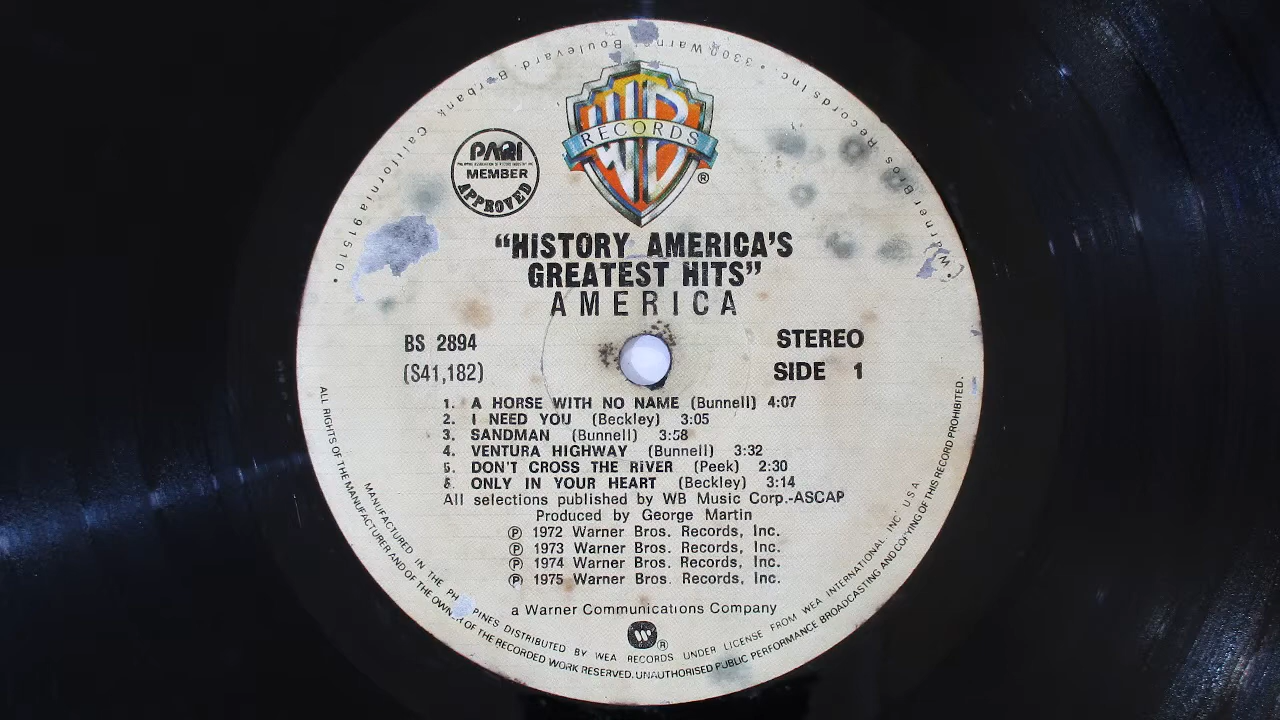 Warner Bros Records Inc. • 3300 Warner Boulevard. Burbank California 91510.
WB
RECORDS
®
PARI
MEMBER
APPROVED
"HISTORY AMERICA'S
GREATEST HITS"
AMERICA
BS 2894
STEREO
(S41,182)
SIDE 1
1. A HORSE WITH NO NAME (Bunnell) 4:07
2. I NEED YOU (Beckley) 3:05
3. SANDMAN (Bunnell) 3:58
4. VENTURA HIGHWAY (Bunnell) 3:32
5. DON'T CROSS THE RIVER (Peek) 2:30
6. ONLY IN YOUR HEART (Beckley) 3:14
All selections published by WB Music Corp.-ASCAP
Produced by George Martin
℗ 1972 Warner Bros. Records, Inc.
℗ 1973 Warner Bros. Records, Inc.
℗ 1974 Warner Bros. Records, Inc.
℗ 1975 Warner Bros. Records, Inc.
a Warner Communications Company
W®
MANUFACTURED IN THE PH PINES DISTRIBUTED BY WEA RECORDS UNDER LICENSE FROM WEA INTERNATIONAL INC' U.S.A
ALL RIGHTS OF THE MANUFACTURER AND OF THE OWN R OF THE RECORDED WORK RESERVED. UNAUTHORISED PUBLIC PERFORMANCE BROADCASTING AND COPYING OF THIS RECORD PROHIBITED.